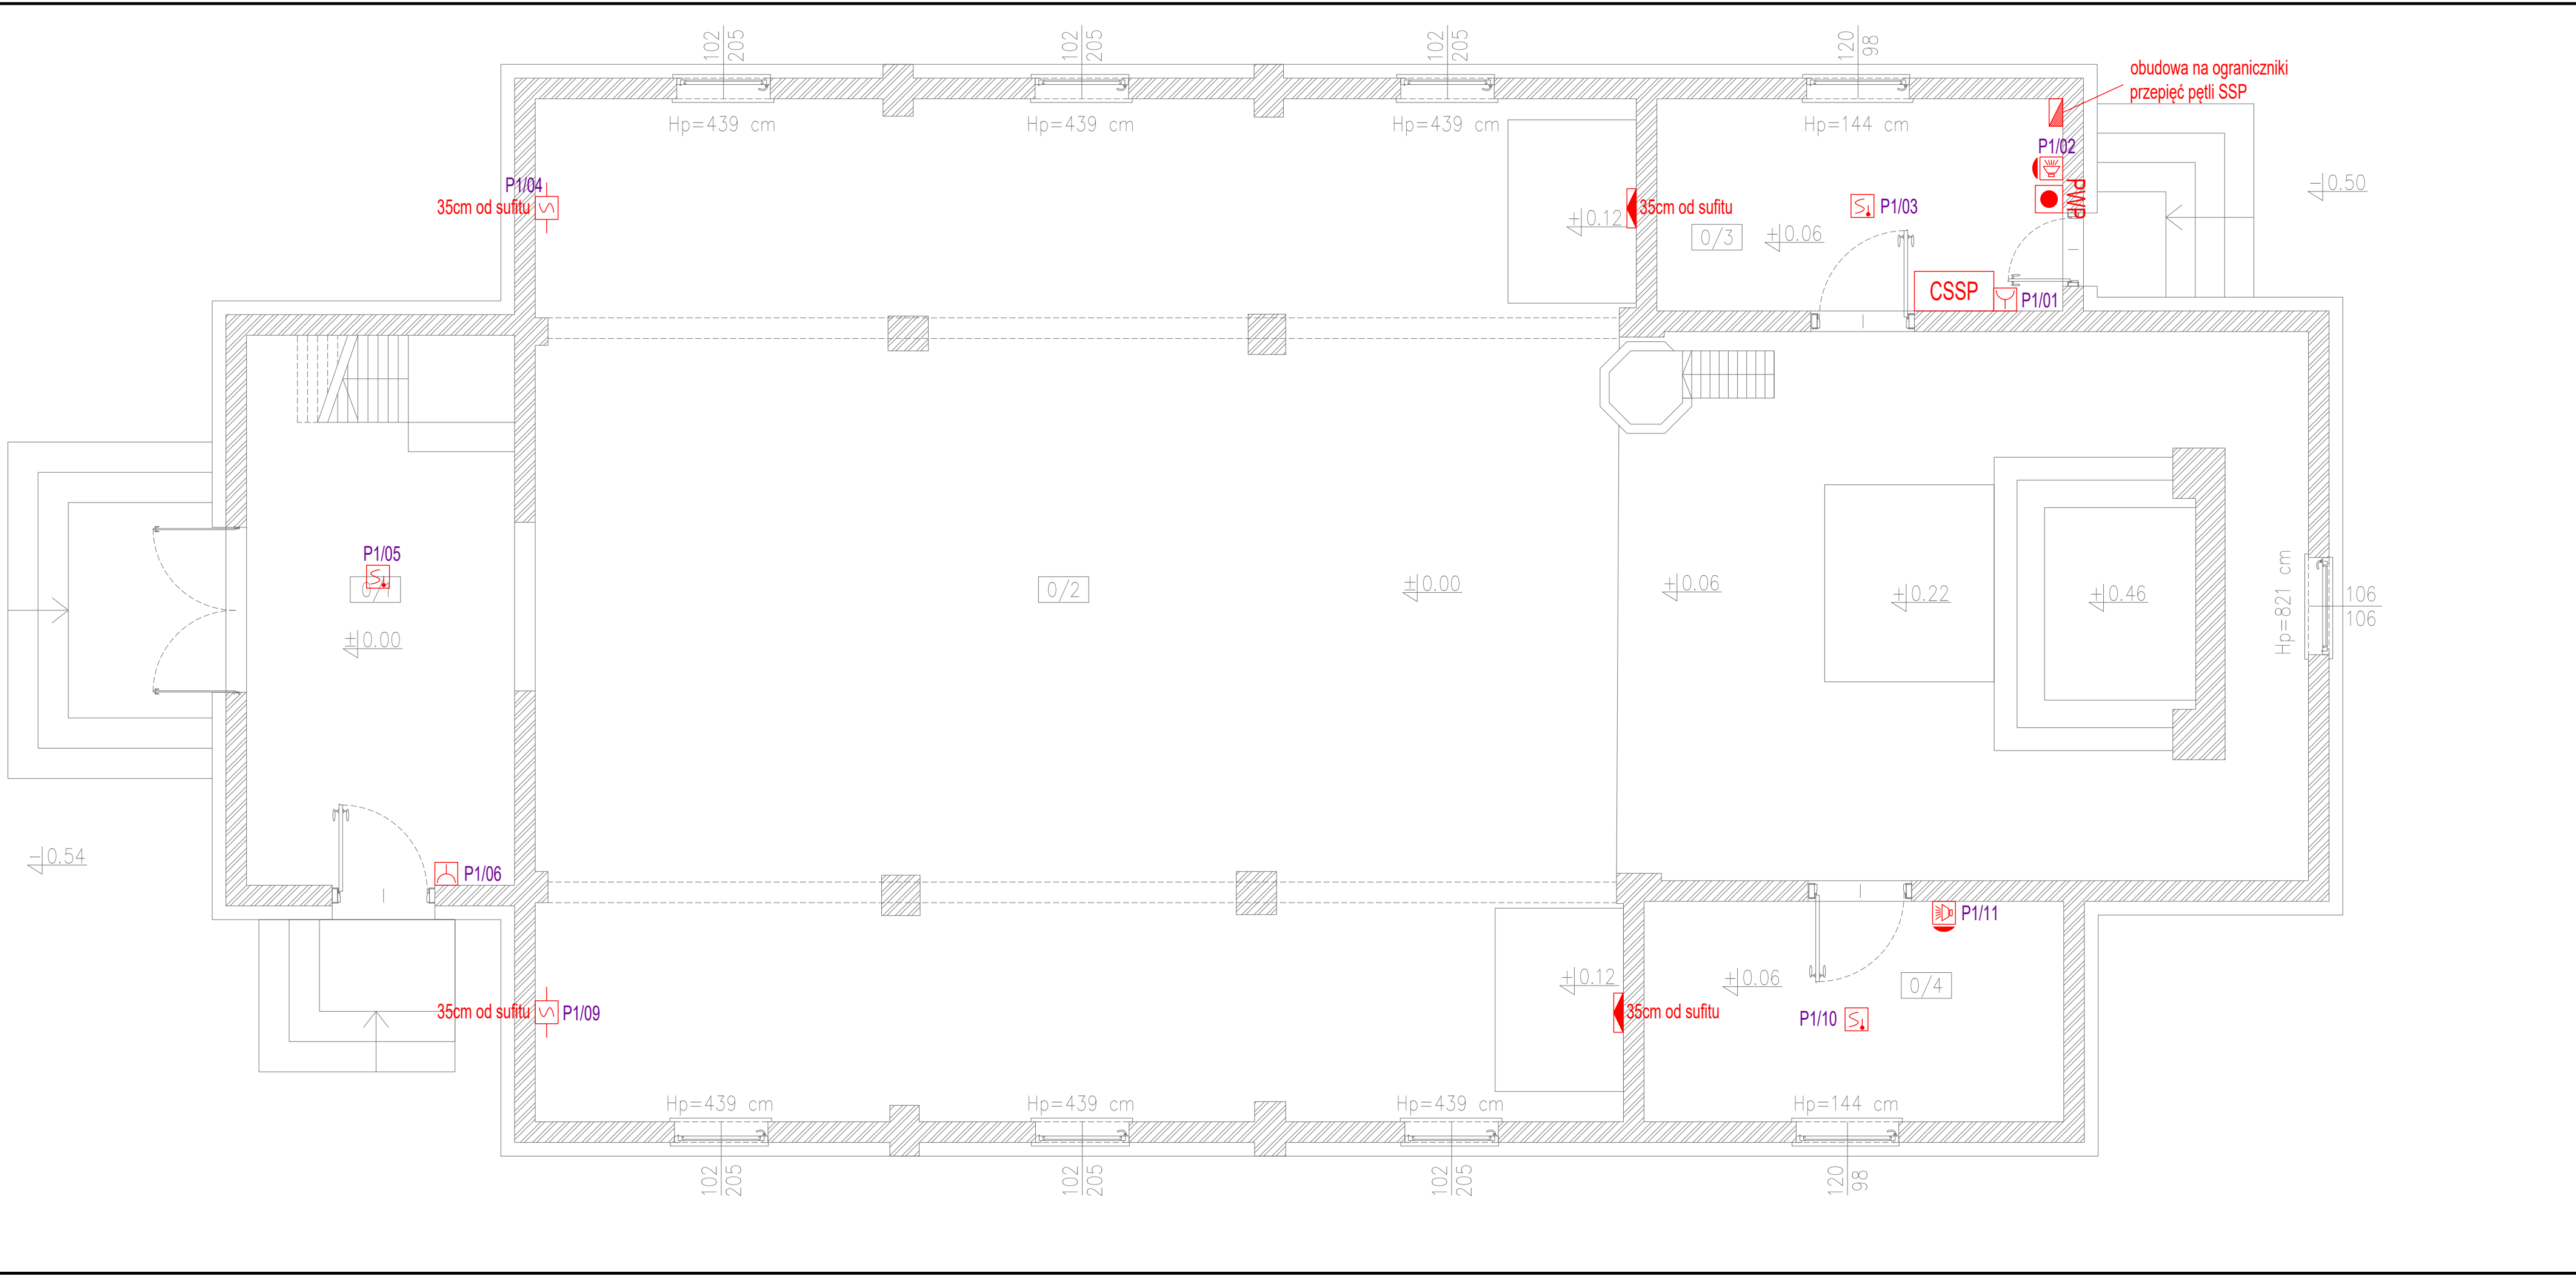 102
205
102
205
102
205
120
98
obudowa na ograniczniki
przepięć pętli SSP
Hp=439 cm
Hp=439 cm
Hp=439 cm
Hp=144 cm
P1/02
P1/04
35cm od sufitu
35cm od sufitu
P1/03
PWP
-0.50
±0.12
0/3
±0.06
CSSP
P1/01
P1/05
0/1
0/2
±0.00
±0.06
±0.22
±0.46
Hp=821 cm
106
106
±0.00
-0.54
P1/06
P1/11
±0.12
±0.06
0/4
35cm od sufitu
P1/09
35cm od sufitu
P1/10
Hp=439 cm
Hp=439 cm
Hp=439 cm
Hp=144 cm
102
205
102
205
102
205
120
98